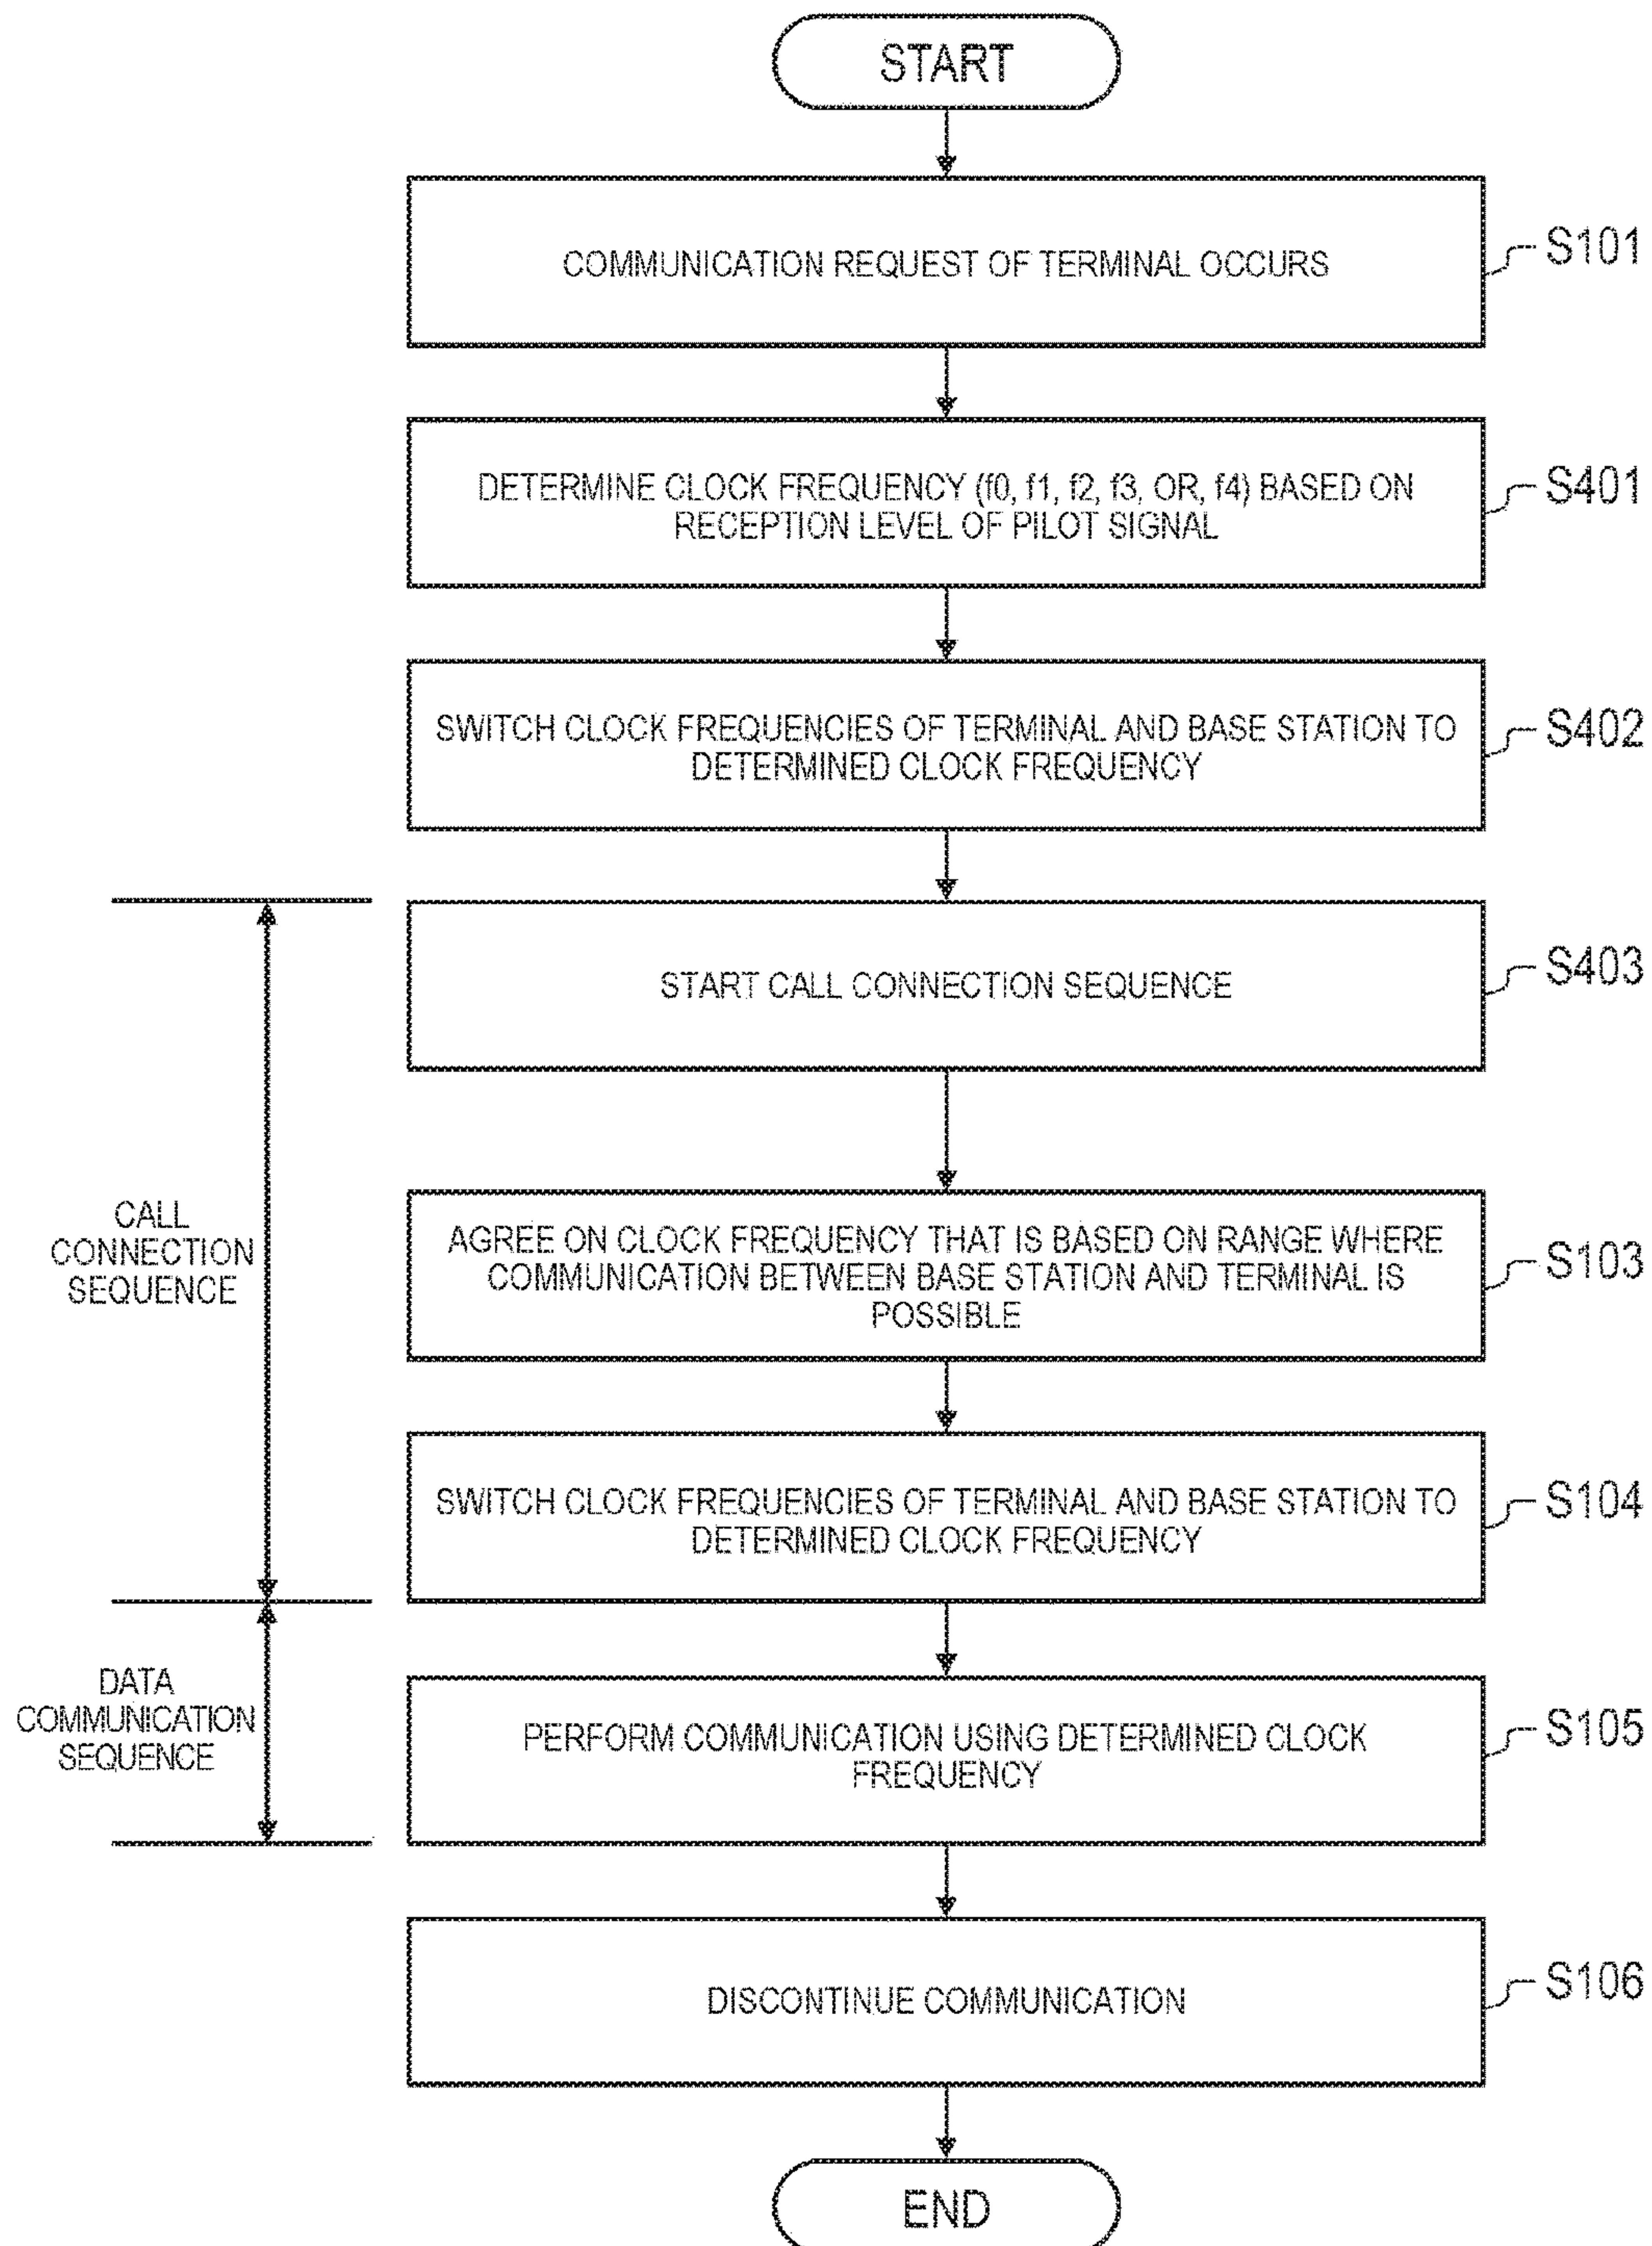 START
COMMUNICATION REQUEST OF TERMINAL OCCURS
S101
DETERMINE CLOCK FREQUENCY (f0, f1, f2, f3, OR, f4) BASED ON
RECEPTION LEVEL OF PILOT SIGNAL
S401
SWITCH CLOCK FREQUENCIES OF TERMINAL AND BASE STATION TO
DETERMINED CLOCK FREQUENCY
S402
START CALL CONNECTION SEQUENCE
S403
CALL
CONNECTION
SEQUENCE
AGREE ON CLOCK FREQUENCY THAT IS BASED ON RANGE WHERE
COMMUNICATION BETWEEN BASE STATION AND TERMINAL IS
POSSIBLE
S103
SWITCH CLOCK FREQUENCIES OF TERMINAL AND BASE STATION TO
DETERMINED CLOCK FREQUENCY
S104
DATA
COMMUNICATION
SEQUENCE
PERFORM COMMUNICATION USING DETERMINED CLOCK
FREQUENCY
S105
DISCONTINUE COMMUNICATION
S106
END